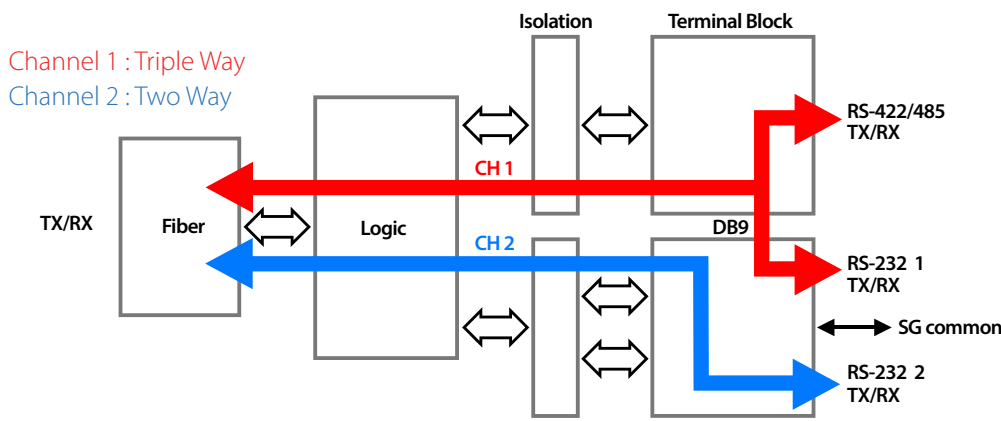 Isolation
Terminal Block
Channel 1 : Triple Way
Channel 2 : Two Way
RS-422/485
TX/RX
CH 1
TX/RX
Fiber
Logic
DB9
CH 2
RS-232 1
TX/RX
SG common
RS-232 2
TX/RX